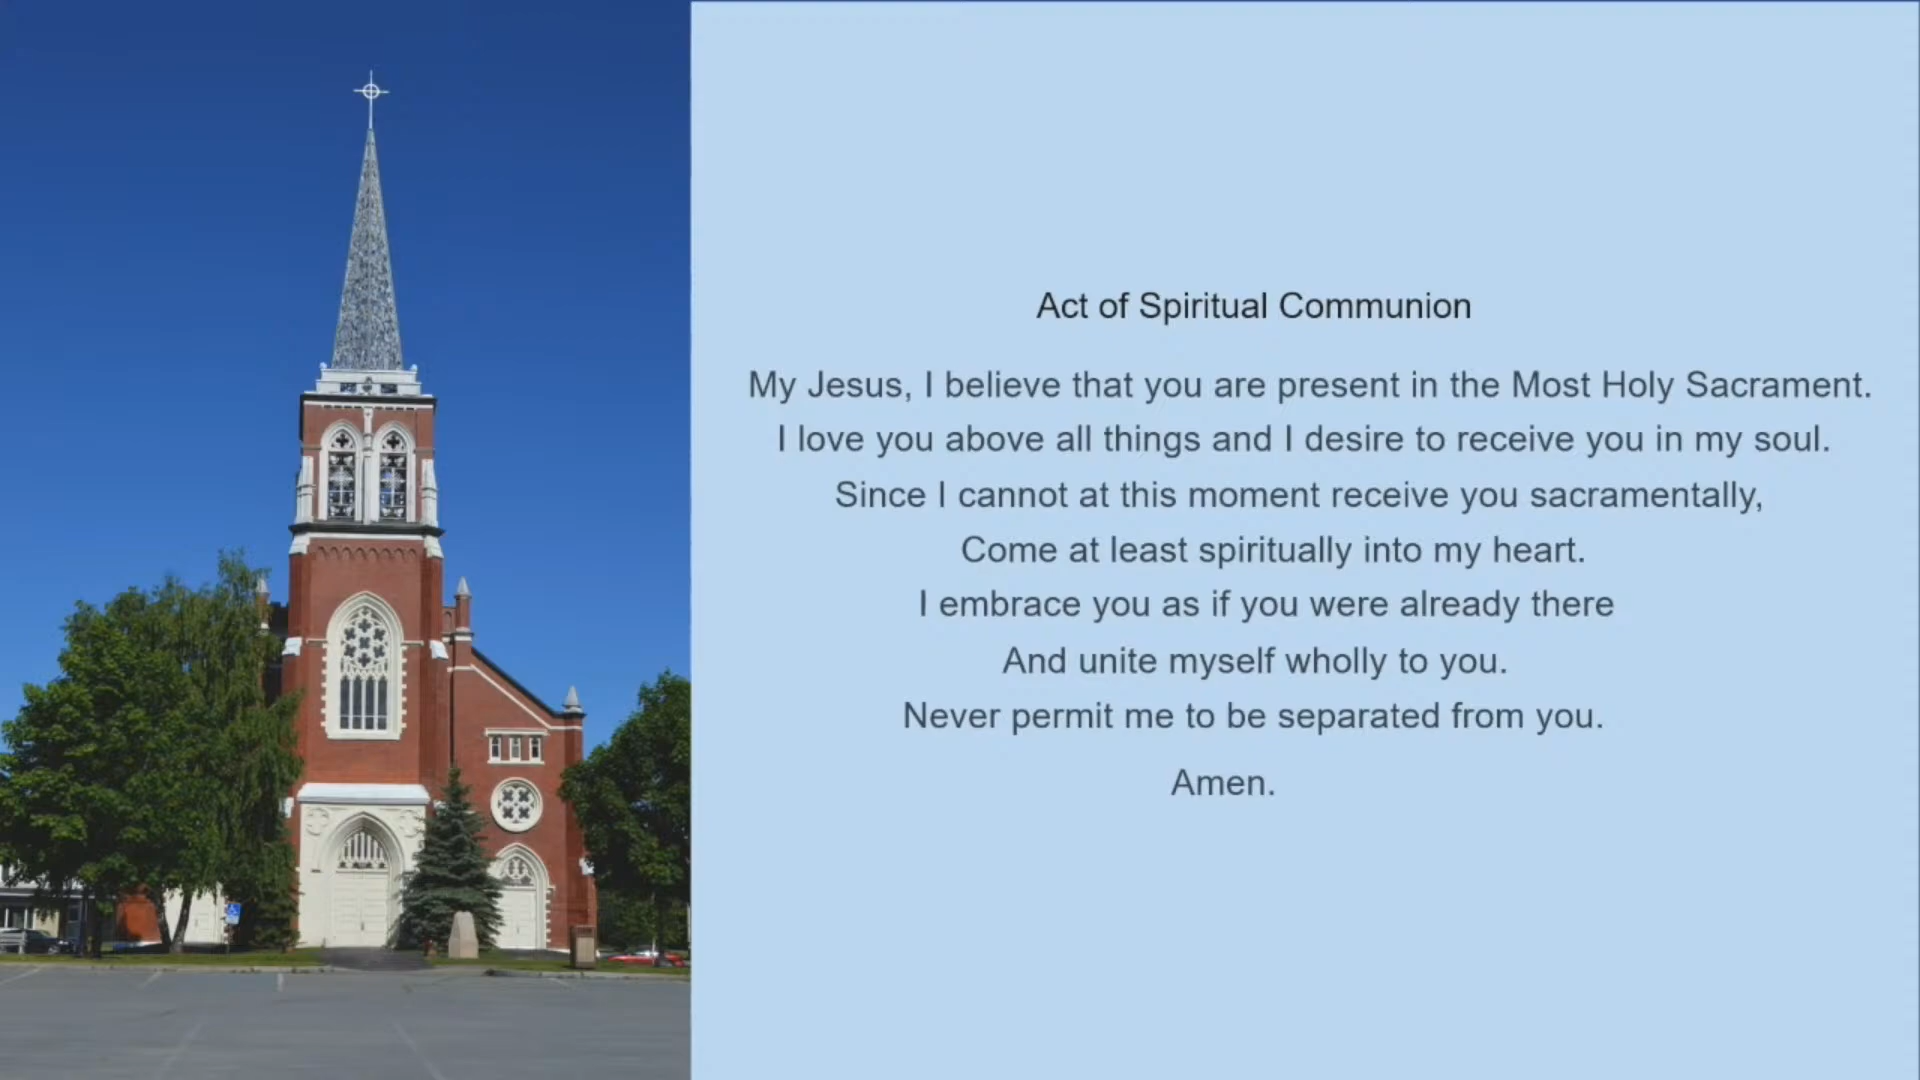 Act of Spiritual Communion
My Jesus, I believe that you are present in the Most Holy Sacrament.
I love you above all things and I desire to receive you in my soul.
Since I cannot at this moment receive you sacramentally,
Come at least spiritually into my heart.
I embrace you as if you were already there
And unite myself wholly to you.
Never permit me to be separated from you.
Amen.